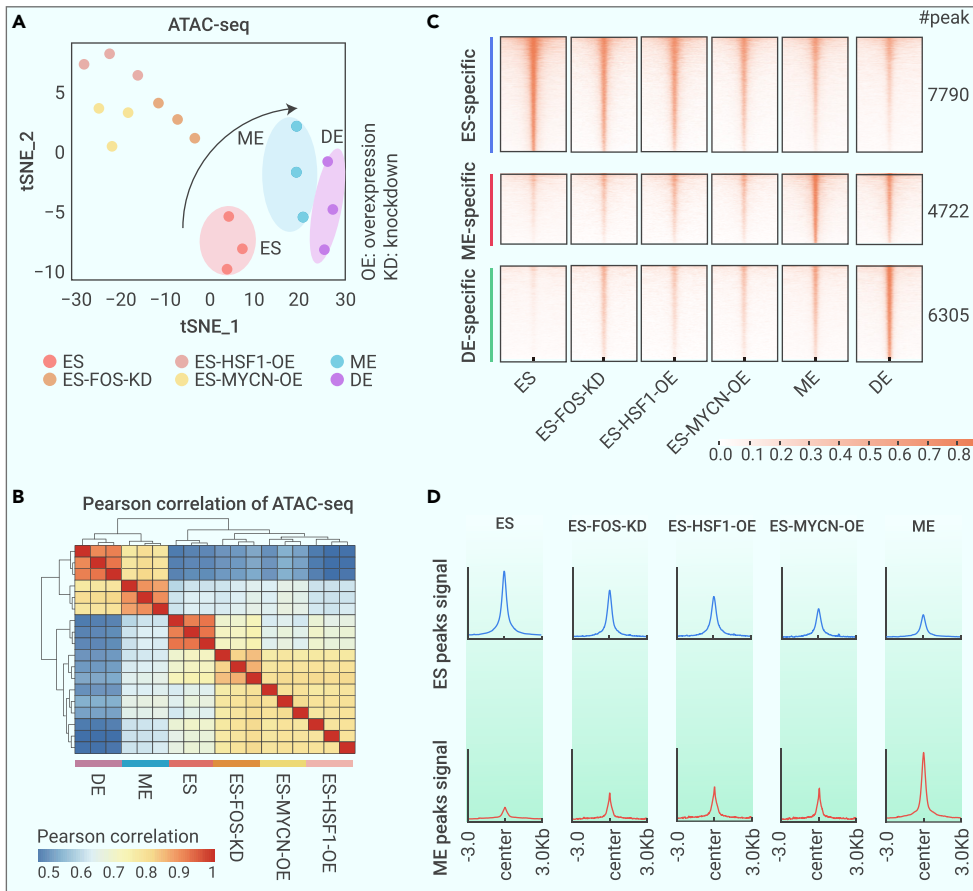 A
ATAC-seq
tSNE_2
5
0
−5
−10
ME
DE
ES
−30
−20
−10
0
10
20
30
tSNE_1
OE: overexpression
KD: knockdown
ES
ES-HSF1-OE
ME
ES-FOS-KD
ES-MYCN-OE
DE
B
Pearson correlation of ATAC-seq
DE
ME
ES
ES-FOS-KD
ES-MYCN-OE
ES-HSF1-OE
Pearson correlation
0.5 0.6 0.7 0.8 0.9 1
C
#peak
ES-specific
7790
ME-specific
4722
DE-specific
6305
ES
ES-FOS-KD
ES-HSF1-OE
ES-MYCN-OE
ME
DE
0.0 0.1 0.2 0.3 0.4 0.5 0.6 0.7 0.8
D
ES
ES-FOS-KD
ES-HSF1-OE
ES-MYCN-OE
ME
ES peaks signal
ME peaks signal
-3.0 center 3.0Kb
-3.0 center 3.0Kb
-3.0 center 3.0Kb
-3.0 center 3.0Kb
-3.0 center 3.0Kb